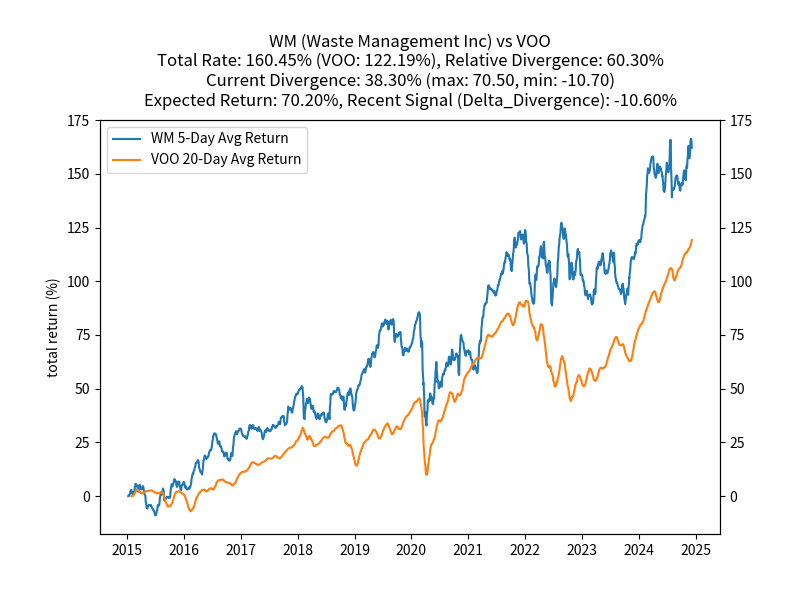 WM (Waste Management Inc) vs VOO
Total Rate: 160.45% (VOO: 122.19%), Relative Divergence: 60.30%
Current Divergence: 38.30% (max: 70.50, min: -10.70)
Expected Return: 70.20%, Recent Signal (Delta_Divergence): -10.60%
WM 5-Day Avg Return
VOO 20-Day Avg Return
total return (%)
175
150
125
100
75
50
25
0
175
150
125
100
75
50
25
0
2015 2016 2017 2018 2019 2020 2021 2022 2023 2024 2025